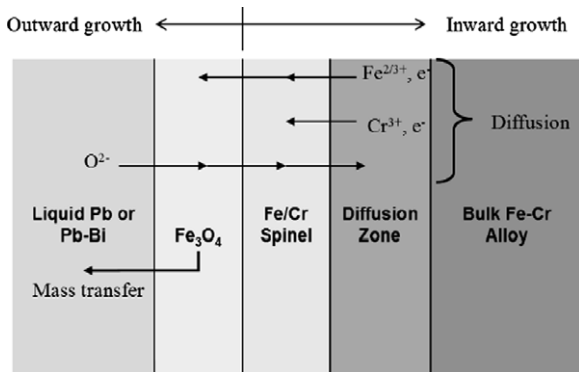 Outward growth
Inward growth
Fe2/3+, e-
Cr3+, e-
Diffusion
O2-
Liquid Pb or
Pb-Bi
Fe3O4
Fe/Cr
Spinel
Diffusion
Zone
Bulk Fe-Cr
Alloy
Mass transfer